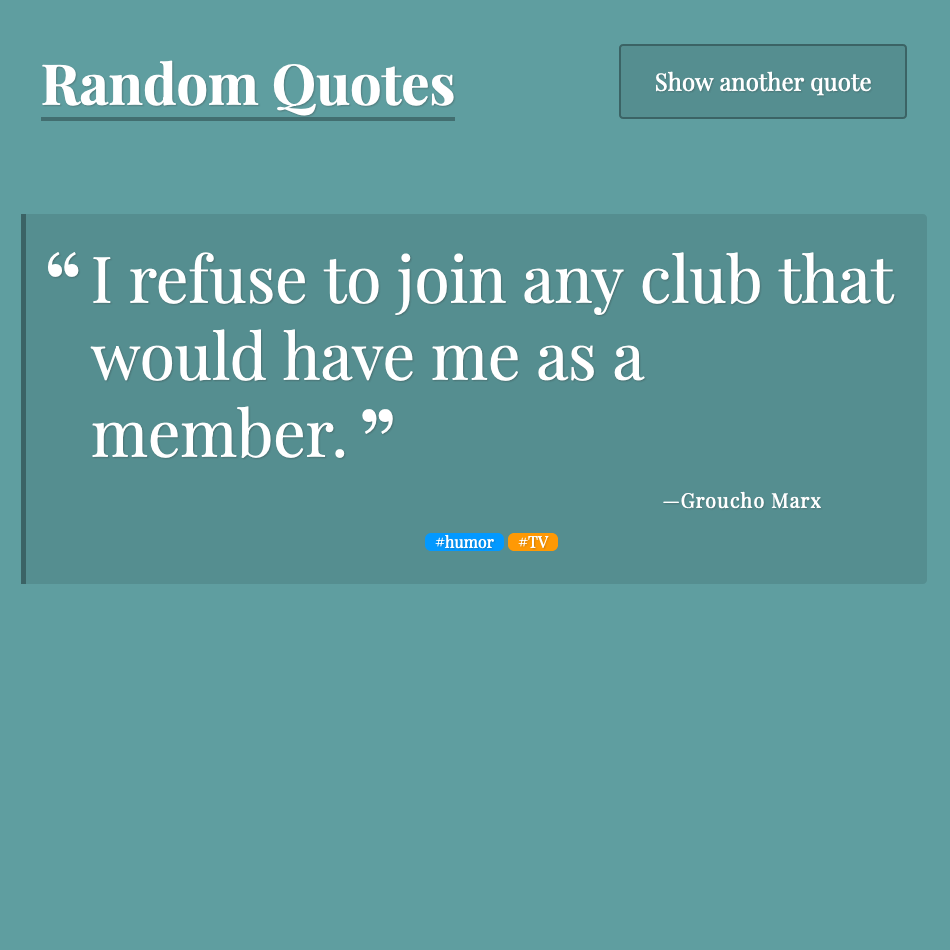 Random Quotes
Show another quote
“ I refuse to join any club that
would have me as a
member. ”
—Groucho Marx
#humor #TV